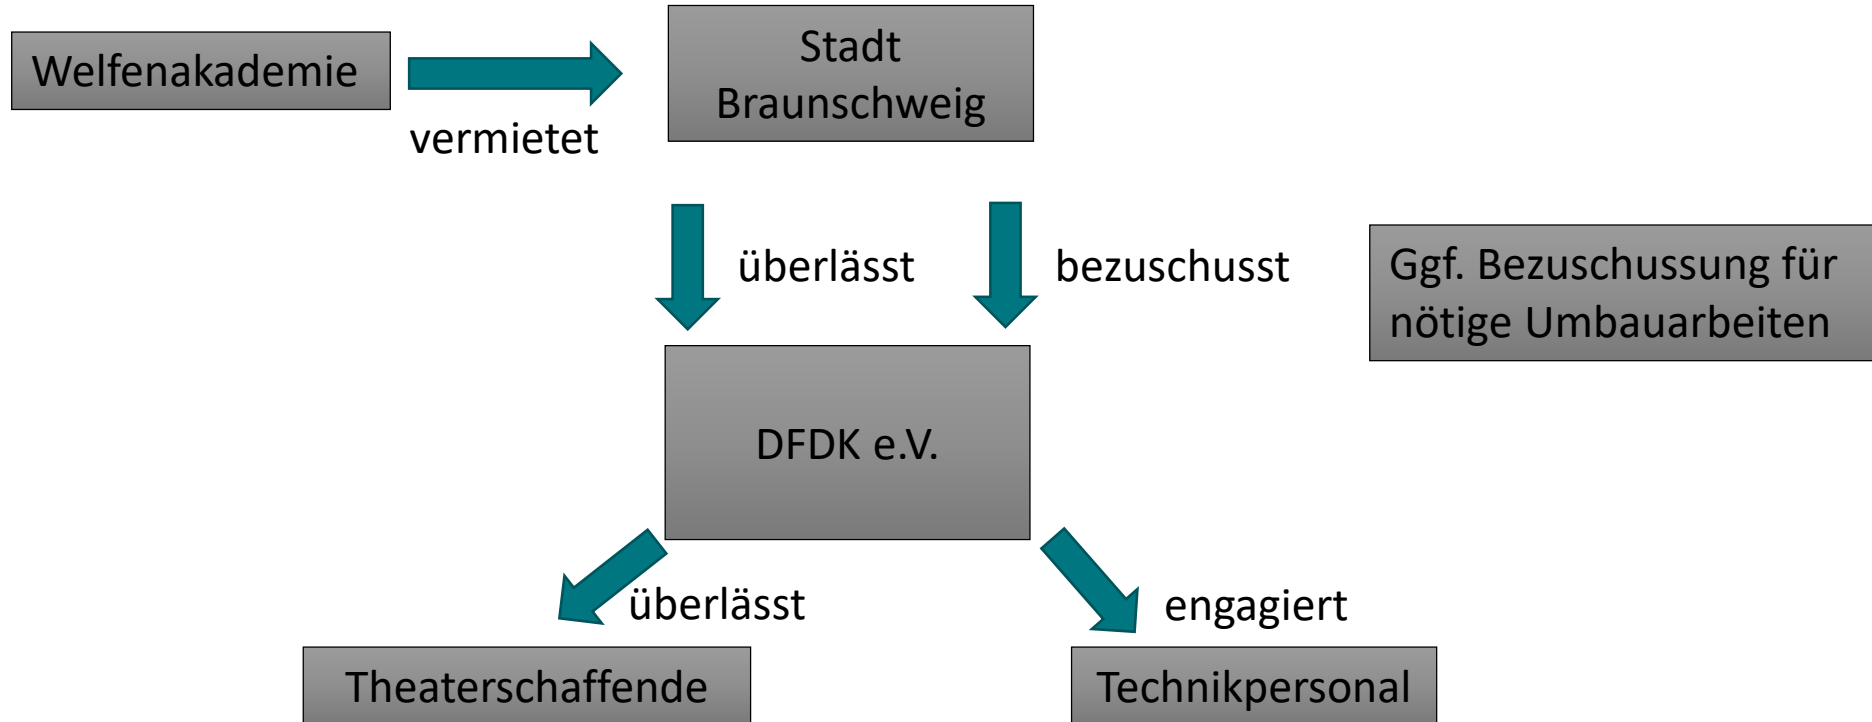 Welfenakademie
vermietet
Stadt
Braunschweig
überlässt
bezuschusst
Ggf. Bezuschussung für
nötige Umbauarbeiten
DFDK e.V.
überlässt
engagiert
Theaterschaffende
Technikpersonal